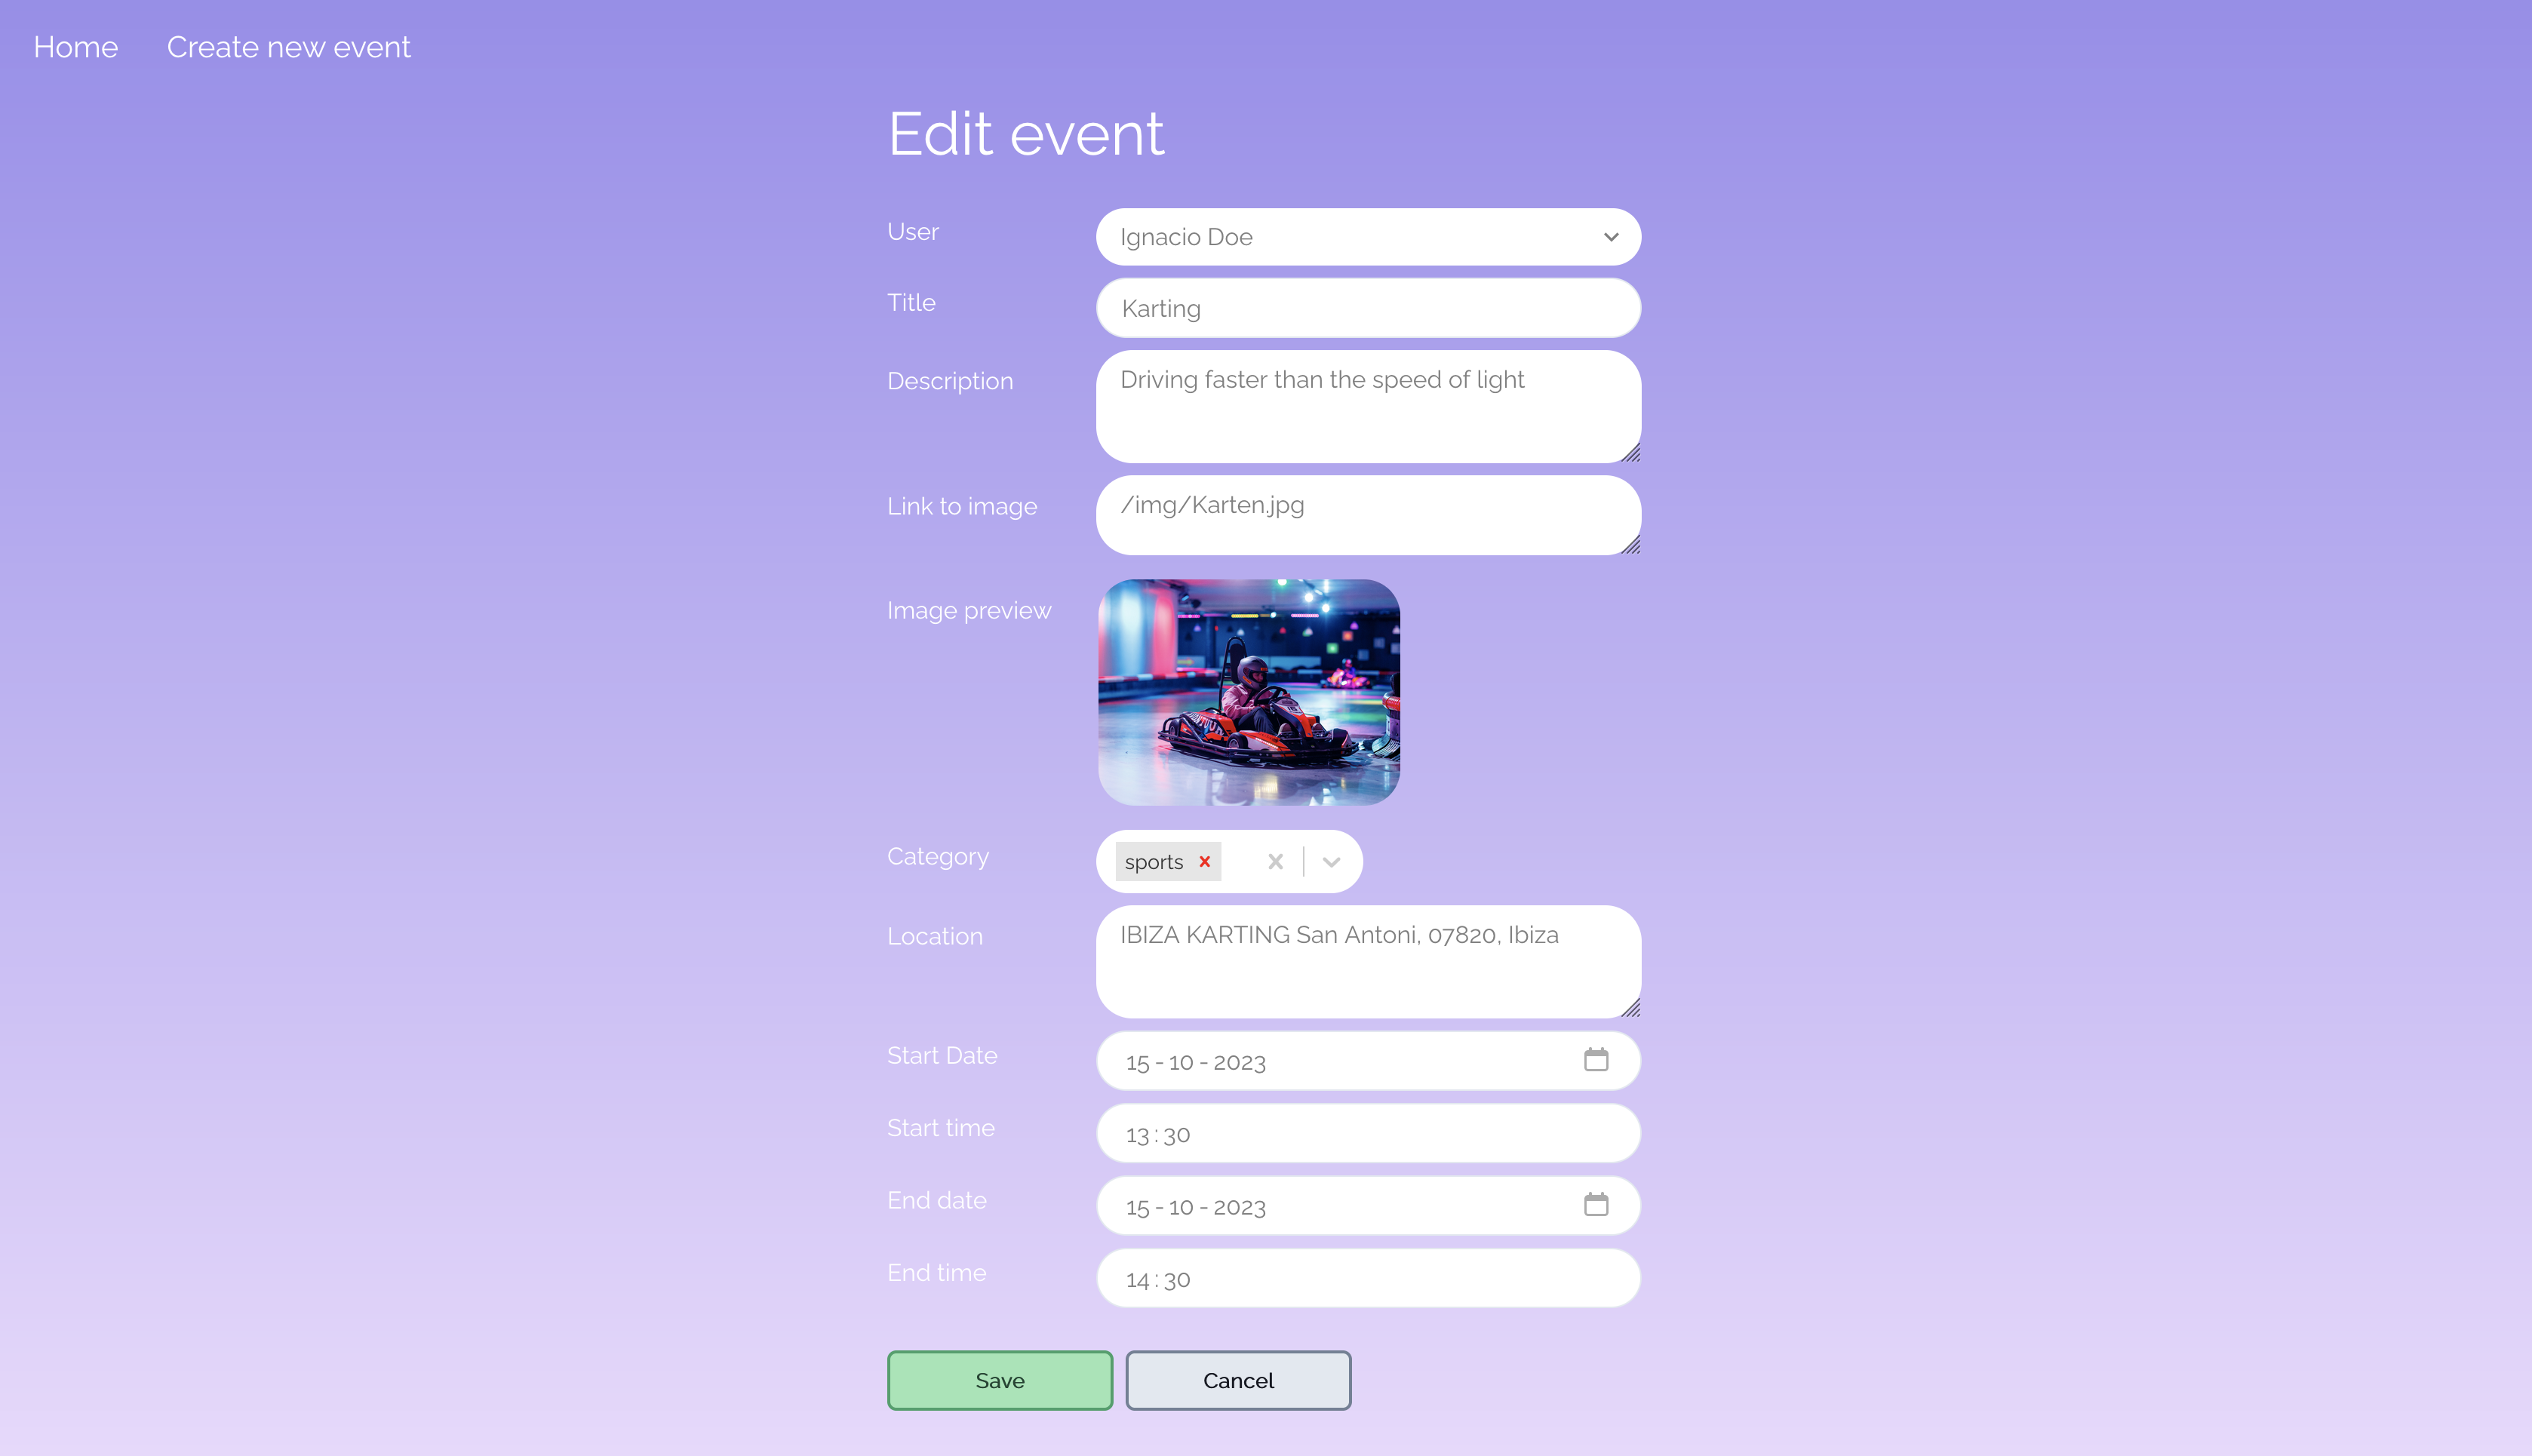 Home Create new event
Edit event
User Ignacio Doe
Title Karting
Description Driving faster than the speed of light
Link to image /img/Karten.jpg
Image preview
Category sports
Location IBIZA KARTING San Antoni, 07820, Ibiza
Start Date 15 - 10 - 2023
Start time 13 : 30
End date 15 - 10 - 2023
End time 14 : 30
Save Cancel